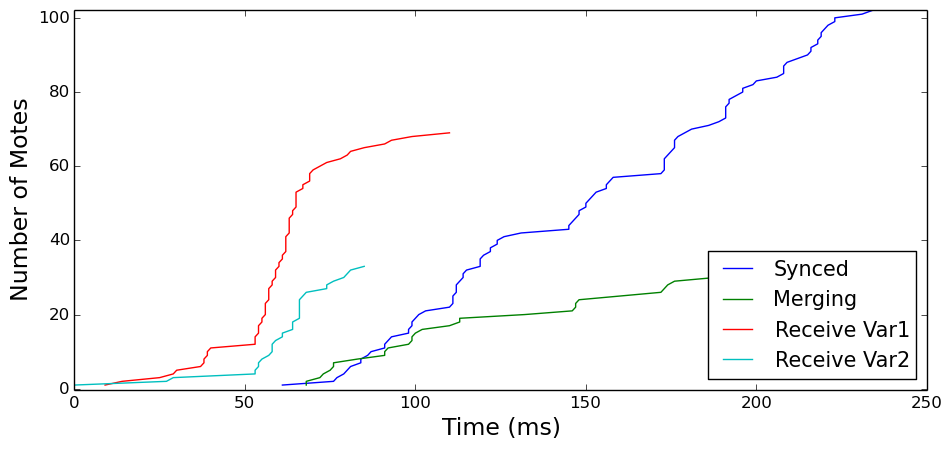 Number of Motes
100
80
60
40
20
0
0 50 100 150 200 250
Time (ms)
Synced
Merging
Receive Var1
Receive Var2